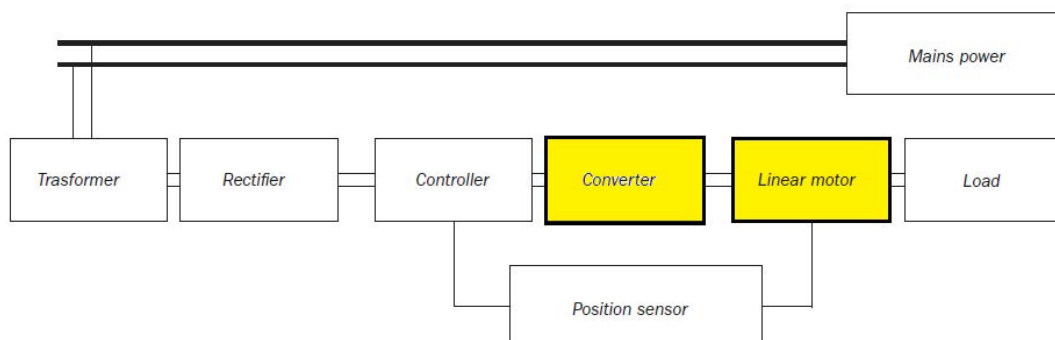 Mains power
Trasformer
Rectifier
Controller
Converter
Linear motor
Load
Position sensor